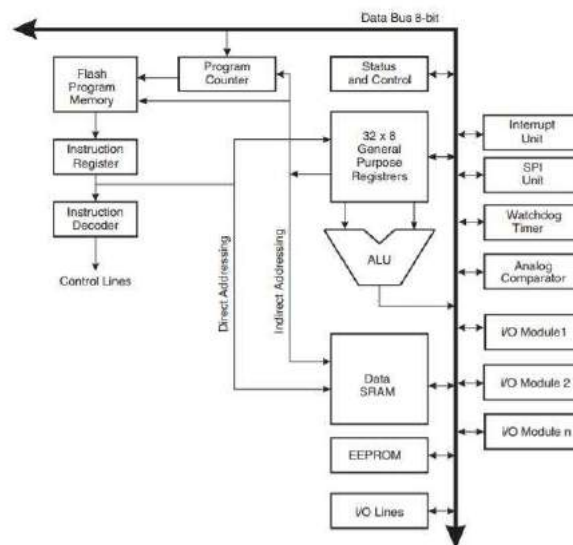 Data Bus 8-bit
Flash
Program
Memory
Program
Counter
Status
and Control
Instruction
Register
32 x 8
General
Purpose
Registrers
Interrupt
Unit
SPI
Unit
Instruction
Decoder
Watchdog
Timer
Control Lines
Direct Addressing
Indirect Addressing
ALU
Analog
Comparator
I/O Module1
Data
SRAM
I/O Module 2
I/O Module n
EEPROM
I/O Lines